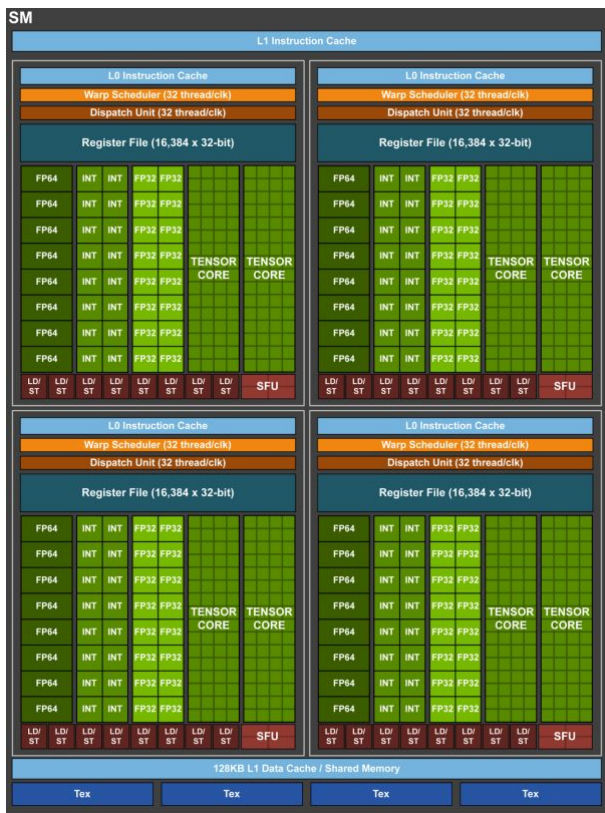 SM
L1 Instruction Cache
L0 Instruction Cache
Warp Scheduler (32 thread/clk)
Dispatch Unit (32 thread/clk)
Register File (16,384 x 32-bit)
FP64 INT INT FP32 FP32
FP64 INT INT FP32 FP32
FP64 INT INT FP32 FP32
FP64 INT INT FP32 FP32 TENSOR TENSOR
FP64 INT INT FP32 FP32 CORE CORE
FP64 INT INT FP32 FP32
FP64 INT INT FP32 FP32
FP64 INT INT FP32 FP32
LD/ LD/ LD/ LD/ LD/ LD/ LD/ LD/ SFU
ST ST ST ST ST ST ST ST
L0 Instruction Cache
Warp Scheduler (32 thread/clk)
Dispatch Unit (32 thread/clk)
Register File (16,384 x 32-bit)
FP64 INT INT FP32 FP32
FP64 INT INT FP32 FP32
FP64 INT INT FP32 FP32
FP64 INT INT FP32 FP32 TENSOR TENSOR
FP64 INT INT FP32 FP32 CORE CORE
FP64 INT INT FP32 FP32
FP64 INT INT FP32 FP32
FP64 INT INT FP32 FP32
LD/ LD/ LD/ LD/ LD/ LD/ LD/ LD/ SFU
ST ST ST ST ST ST ST ST
L0 Instruction Cache
Warp Scheduler (32 thread/clk)
Dispatch Unit (32 thread/clk)
Register File (16,384 x 32-bit)
FP64 INT INT FP32 FP32
FP64 INT INT FP32 FP32
FP64 INT INT FP32 FP32
FP64 INT INT FP32 FP32 TENSOR TENSOR
FP64 INT INT FP32 FP32 CORE CORE
FP64 INT INT FP32 FP32
FP64 INT INT FP32 FP32
FP64 INT INT FP32 FP32
LD/ LD/ LD/ LD/ LD/ LD/ LD/ LD/ SFU
ST ST ST ST ST ST ST ST
L0 Instruction Cache
Warp Scheduler (32 thread/clk)
Dispatch Unit (32 thread/clk)
Register File (16,384 x 32-bit)
FP64 INT INT FP32 FP32
FP64 INT INT FP32 FP32
FP64 INT INT FP32 FP32
FP64 INT INT FP32 FP32 TENSOR TENSOR
FP64 INT INT FP32 FP32 CORE CORE
FP64 INT INT FP32 FP32
FP64 INT INT FP32 FP32
FP64 INT INT FP32 FP32
LD/ LD/ LD/ LD/ LD/ LD/ LD/ LD/ SFU
ST ST ST ST ST ST ST ST
128KB L1 Data Cache / Shared Memory
Tex Tex Tex Tex